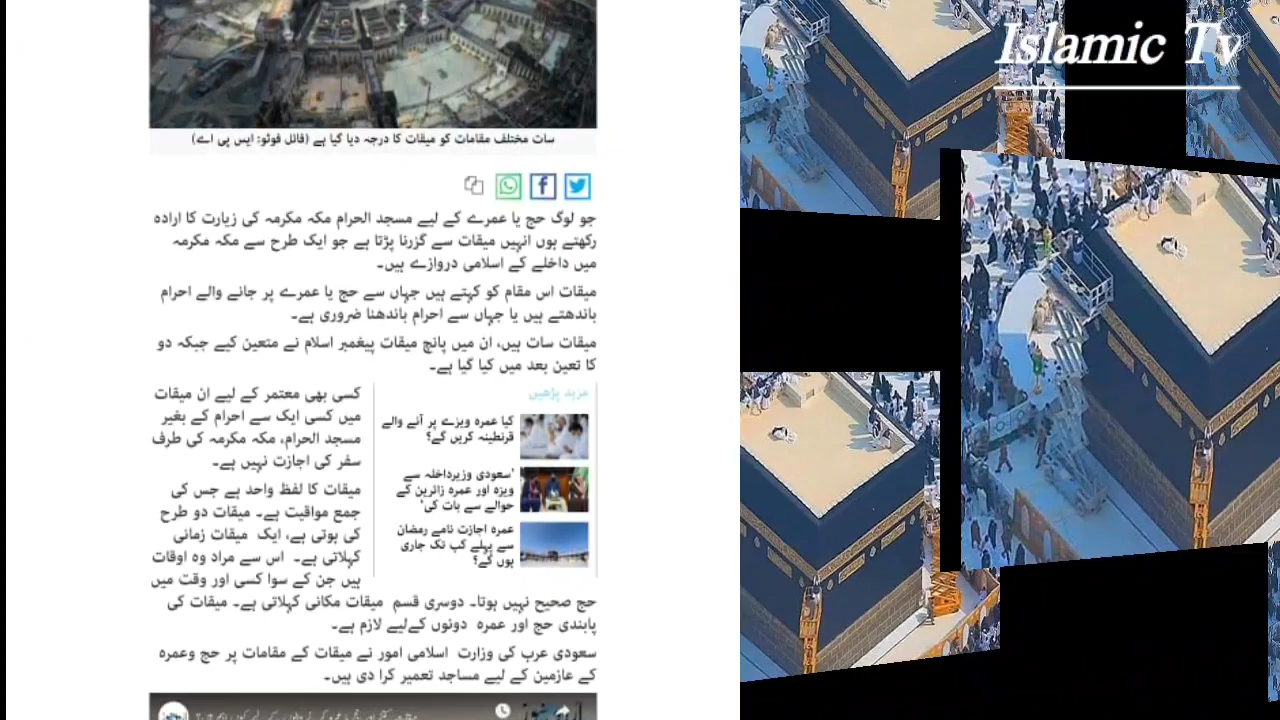 Islamic Tv
سات مختلف مقامات کو میقات کا درجہ دیا گیا ہے (فائل فوٹو: ایس پی اے)
جو لوگ حج یا عمرے کے لیے مسجد الحرام مکہ مکرمہ کی زیارت کا ارادہ
رکھتے ہوں انہیں میقات سے گزرنا پڑتا ہے جو ایک طرح سے مکہ مکرمہ
میں داخلے کے اسلامی دروازے ہیں۔
میقات اس مقام کو کہتے ہیں جہاں سے حج یا عمرے پر جانے والے احرام
باندھتے ہیں یا جہاں سے احرام باندھنا ضروری ہے۔
میقات سات ہیں، ان میں پانچ میقات پیغمبر اسلام نے متعین کیے جبکہ دو
کا تعین بعد میں کیا گیا ہے۔
مزید پڑھیں
کیا عمرہ ویزے پر آنے والے
قرنطینہ کریں گے؟
'سعودی وزیرداخلہ سے
ویزہ اور عمرہ زائرین کے
حوالے سے بات کی'
عمرہ اجازت نامے رمضان
سے پہلے کب تک جاری
ہوں گے؟
کسی بھی معتمر کے لیے ان میقات
میں کسی ایک سے احرام کے بغیر
مسجد الحرام، مکہ مکرمہ کی طرف
سفر کی اجازت نہیں ہے۔
میقات کا لفظ واحد ہے جس کی
جمع مواقیت ہے۔ میقات دو طرح
کی ہوتی ہے، ایک میقات زمانی
کہلاتی ہے۔ اس سے مراد وہ اوقات
ہیں جن کے سوا کسی اور وقت میں
حج صحیح نہیں ہوتا۔ دوسری قسم میقات مکانی کہلاتی ہے۔ میقات کی
پابندی حج اور عمرہ دونوں کےلیے لازم ہے۔
سعودی عرب کی وزارت اسلامی امور نے میقات کے مقامات پر حج وعمرہ
کے عازمین کے لیے مساجد تعمیر کرا دی ہیں۔